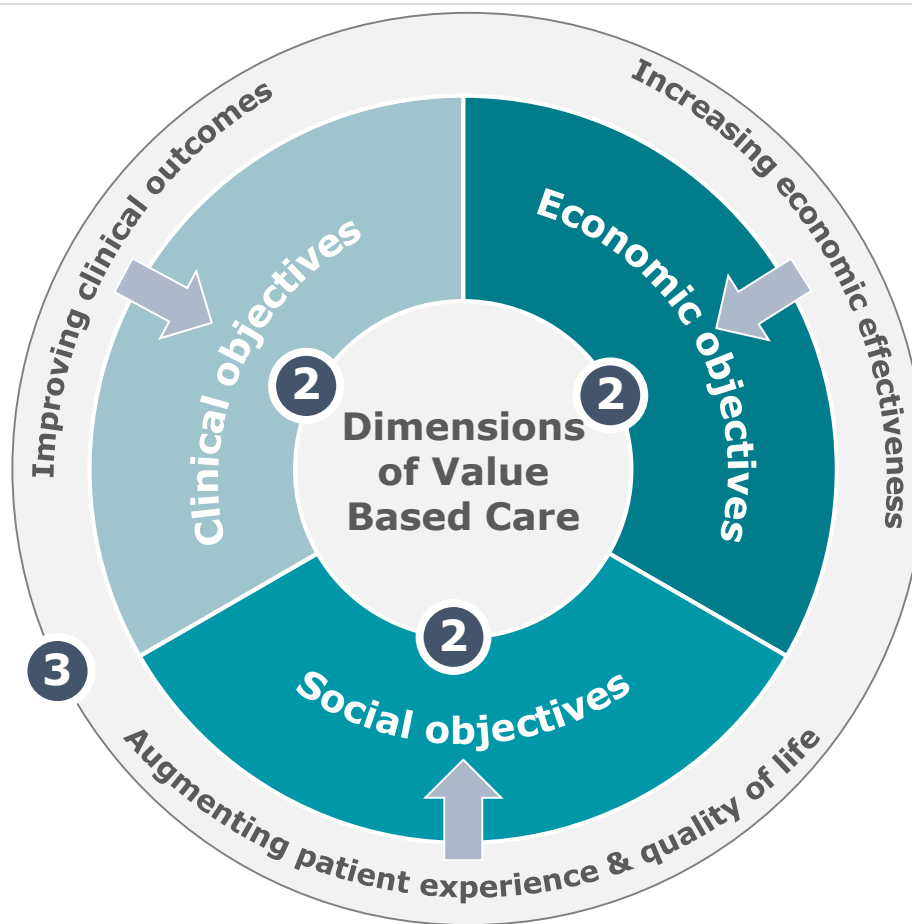 Improving clinical outcomes
Increasing economic effectiveness
Clinical objectives
Economic objectives
2
2
Dimensions
of Value
Based Care
2
3
Social objectives
Augmenting patient experience & quality of life